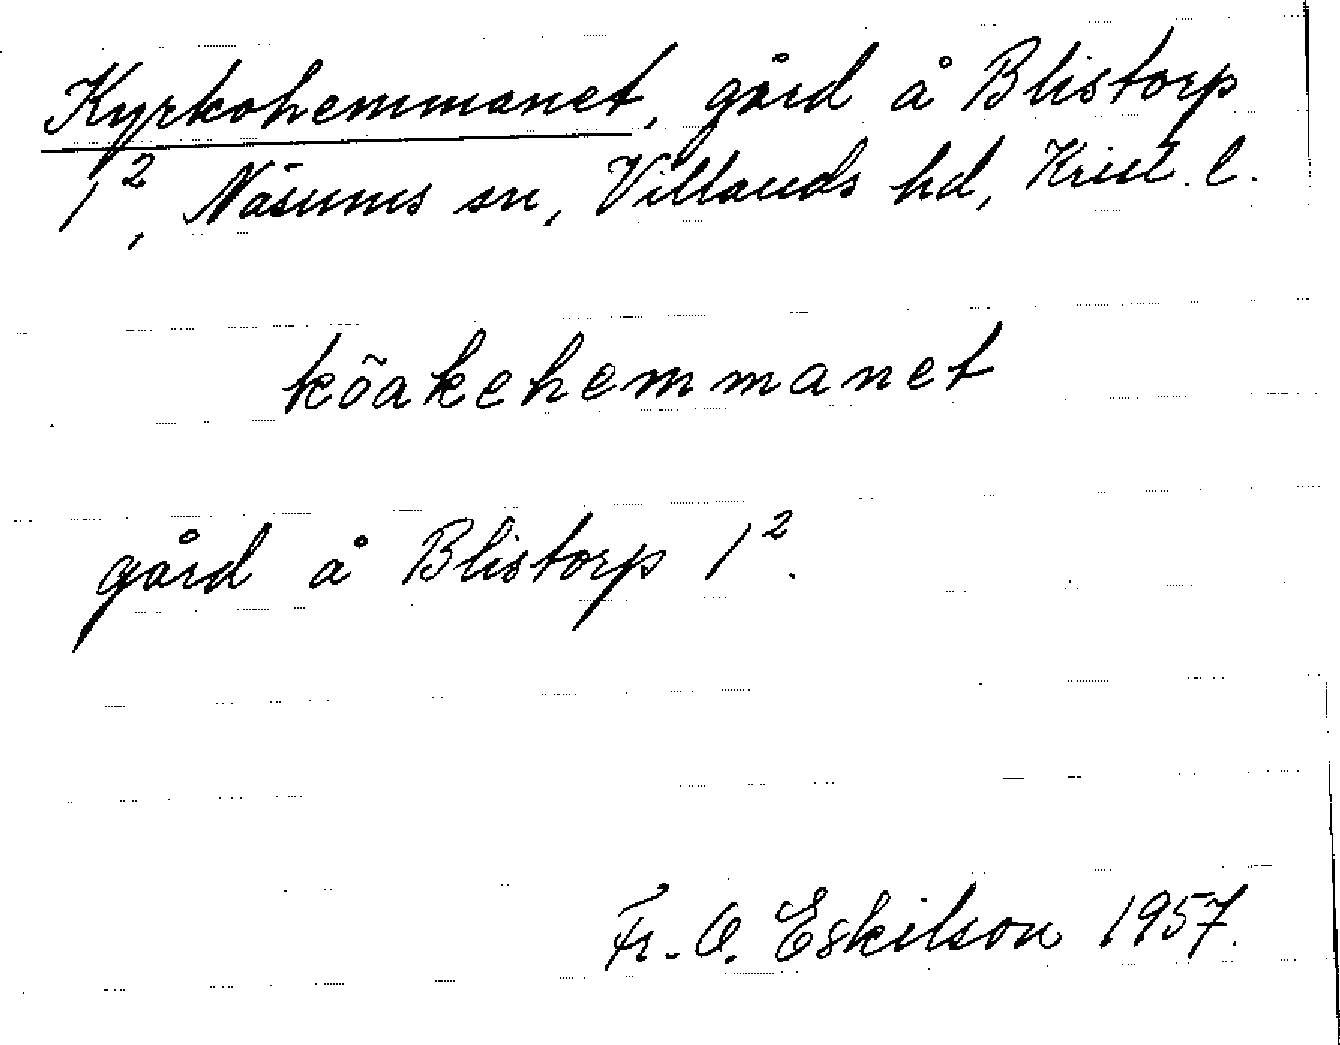 Kyrkohemmanet, gård å Blistorp
1², Näsums sn, Villands hd, Krist. l.
kõakehemmanet
gård å Blistorp 1².
Fr. O. Eskilson 1957.